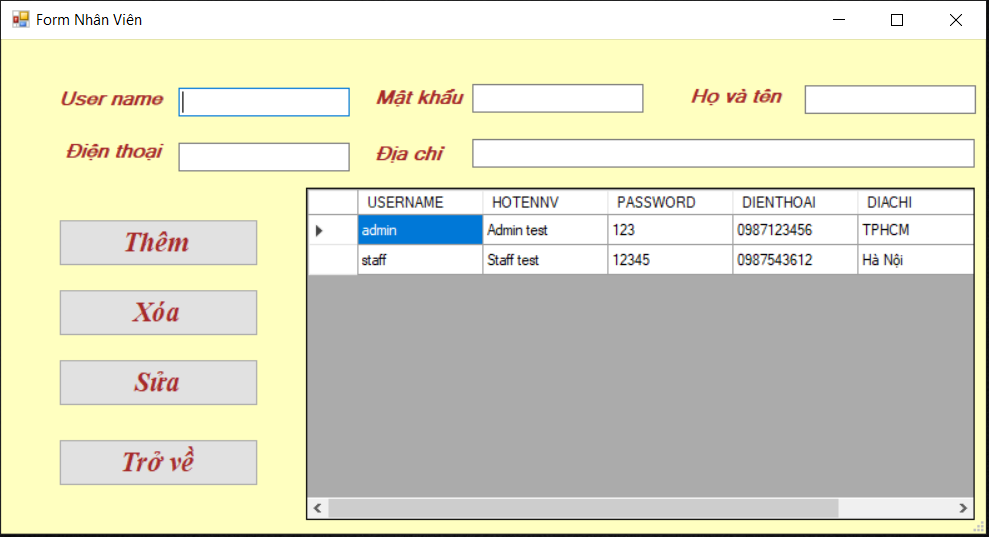 Form Nhân Viên
User name Mật khẩu Họ và tên
Điện thoại Địa chỉ
USERNAME HOTENNV PASSWORD DIENTHOAI DIACHI
admin Admin test 123 0987123456 TPHCM
staff Staff test 12345 0987543612 Hà Nội
Thêm
Xóa
Sửa
Trở về